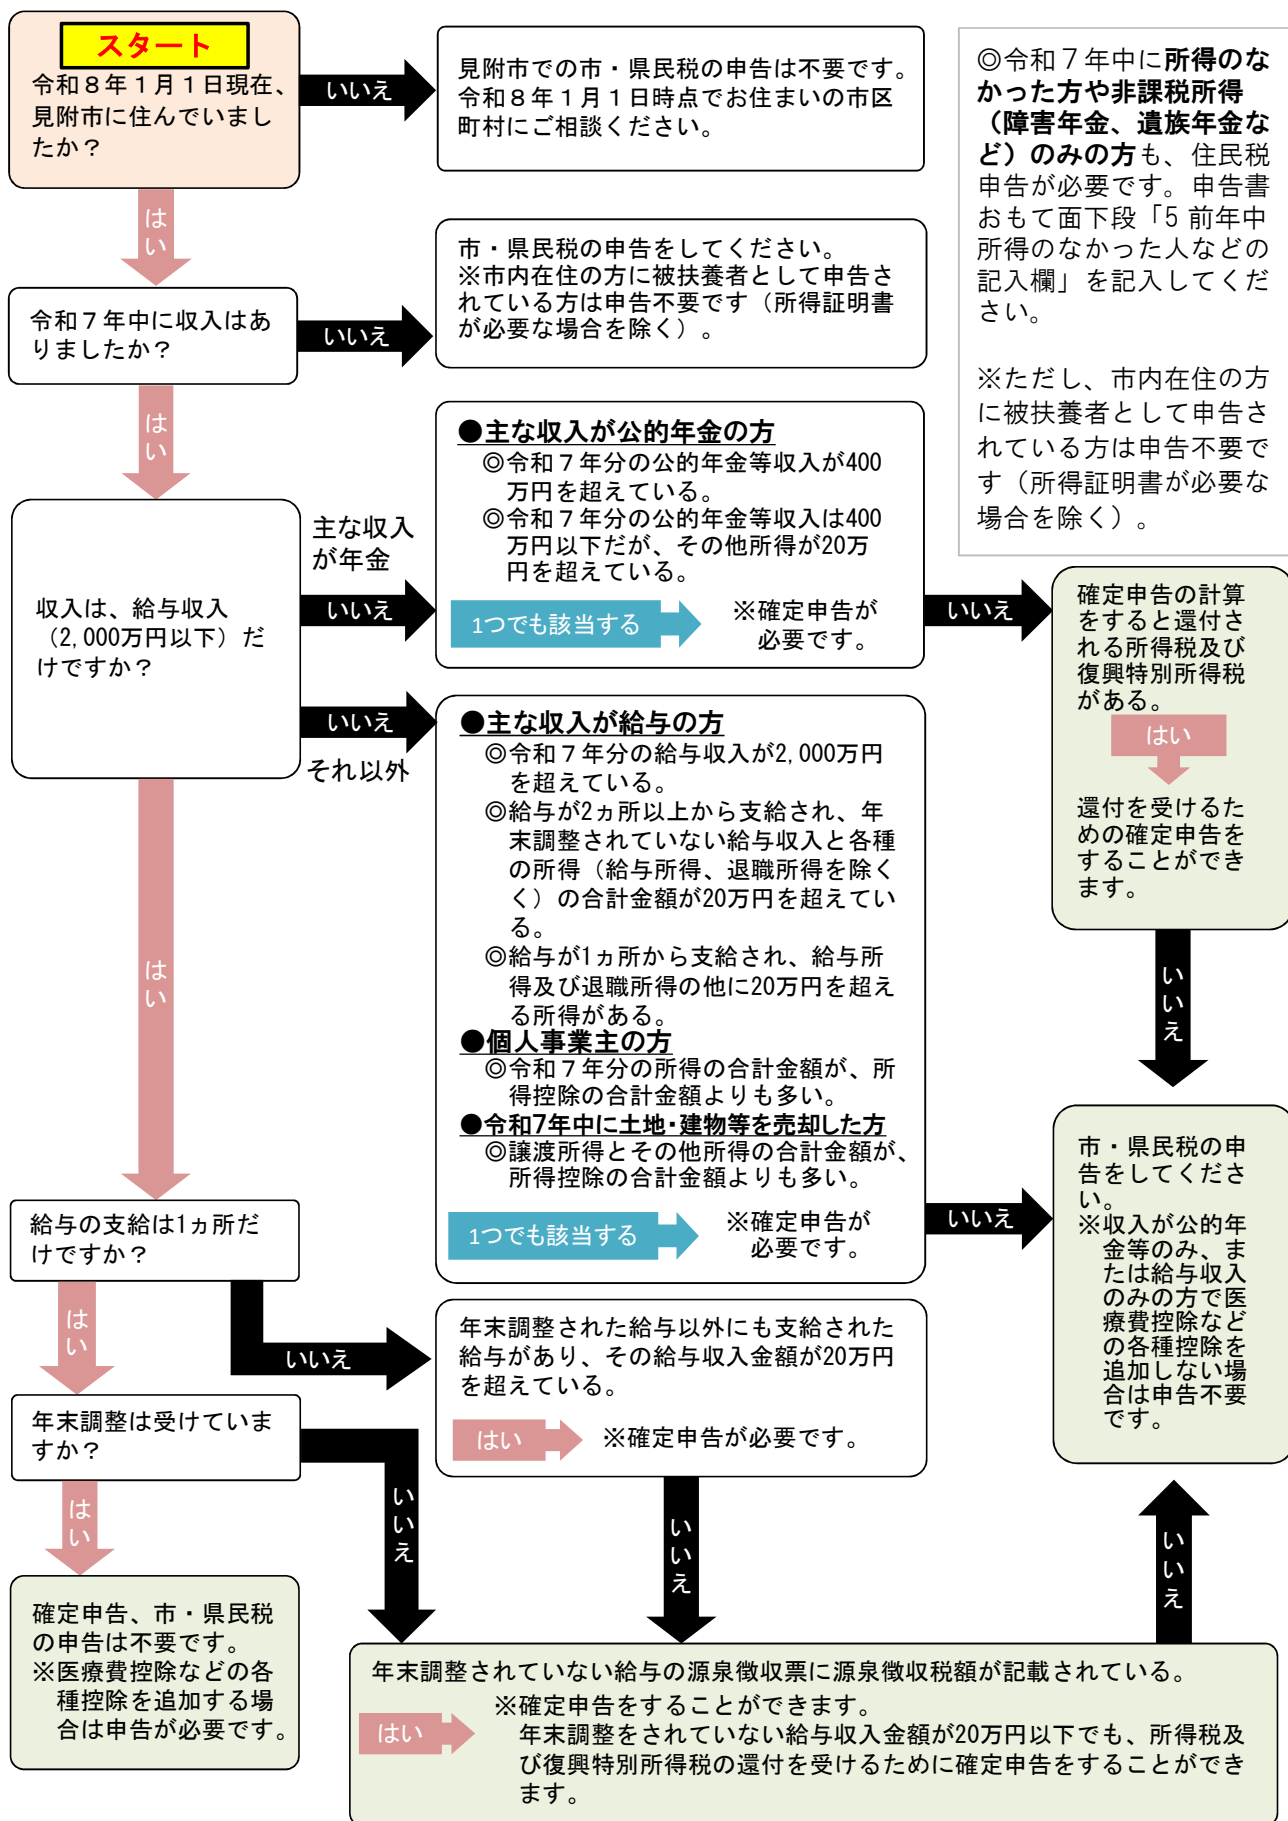 スタート
令和８年１月１日現在、
見附市に住んでいまし
たか？
いいえ
見附市での市・県民税の申告は不要です。
令和８年１月１日時点でお住まいの市区
町村にご相談ください。
◎令和７年中に所得のな
かった方や非課税所得
（障害年金、遺族年金な
ど）のみの方も、住民税
申告が必要です。申告書
おもて面下段「5 前年中
所得のなかった人などの
記入欄」を記入してくだ
さい。
※ただし、市内在住の方
に被扶養者として申告さ
れている方は申告不要で
す（所得証明書が必要な
場合を除く）。
はい
令和７年中に収入はあ
りましたか？
いいえ
市・県民税の申告をしてください。
※市内在住の方に被扶養者として申告さ
れている方は申告不要です（所得証明書
が必要な場合を除く）。
はい
収入は、給与収入
（2,000万円以下）だ
けですか？
主な収入
が年金
いいえ
●主な収入が公的年金の方
◎令和７年分の公的年金等収入が400
万円を超えている。
◎令和７年分の公的年金等収入は400
万円以下だが、その他所得が20万
円を超えている。
1つでも該当する
※確定申告が
必要です。
いいえ
確定申告の計算
をすると還付さ
れる所得税及び
復興特別所得税
がある。
はい
還付を受けるた
めの確定申告を
することができ
ます。
いいえ
いいえ
それ以外
●主な収入が給与の方
◎令和７年分の給与収入が2,000万円
を超えている。
◎給与が2ヵ所以上から支給され、年
末調整されていない給与収入と各種
の所得（給与所得、退職所得を除く
く）の合計金額が20万円を超えてい
る。
◎給与が1ヵ所から支給され、給与所
得及び退職所得の他に20万円を超え
る所得がある。
●個人事業主の方
◎令和７年分の所得の合計金額が、所
得控除の合計金額よりも多い。
●令和7年中に土地・建物等を売却した方
◎譲渡所得とその他所得の合計金額が、
所得控除の合計金額よりも多い。
1つでも該当する
※確定申告が
必要です。
いいえ
市・県民税の申
告をしてくださ
い。
※収入が公的年
金等のみ、ま
たは給与収入
のみの方で医
療費控除など
の各種控除を
追加しない場
合は申告不要
です。
はい
給与の支給は1ヵ所だ
けですか？
はい
いいえ
年末調整された給与以外にも支給された
給与があり、その給与収入金額が20万円
を超えている。
はい
※確定申告が必要です。
年末調整は受けていま
すか？
はい
いいえ
いいえ
いいえ
確定申告、市・県民税
の申告は不要です。
※医療費控除などの各
種控除を追加する場
合は申告が必要です。
年末調整されていない給与の源泉徴収票に源泉徴収税額が記載されている。
はい
※確定申告をすることができます。
年末調整をされていない給与収入金額が20万円以下でも、所得税及
び復興特別所得税の還付を受けるために確定申告をすることができ
ます。